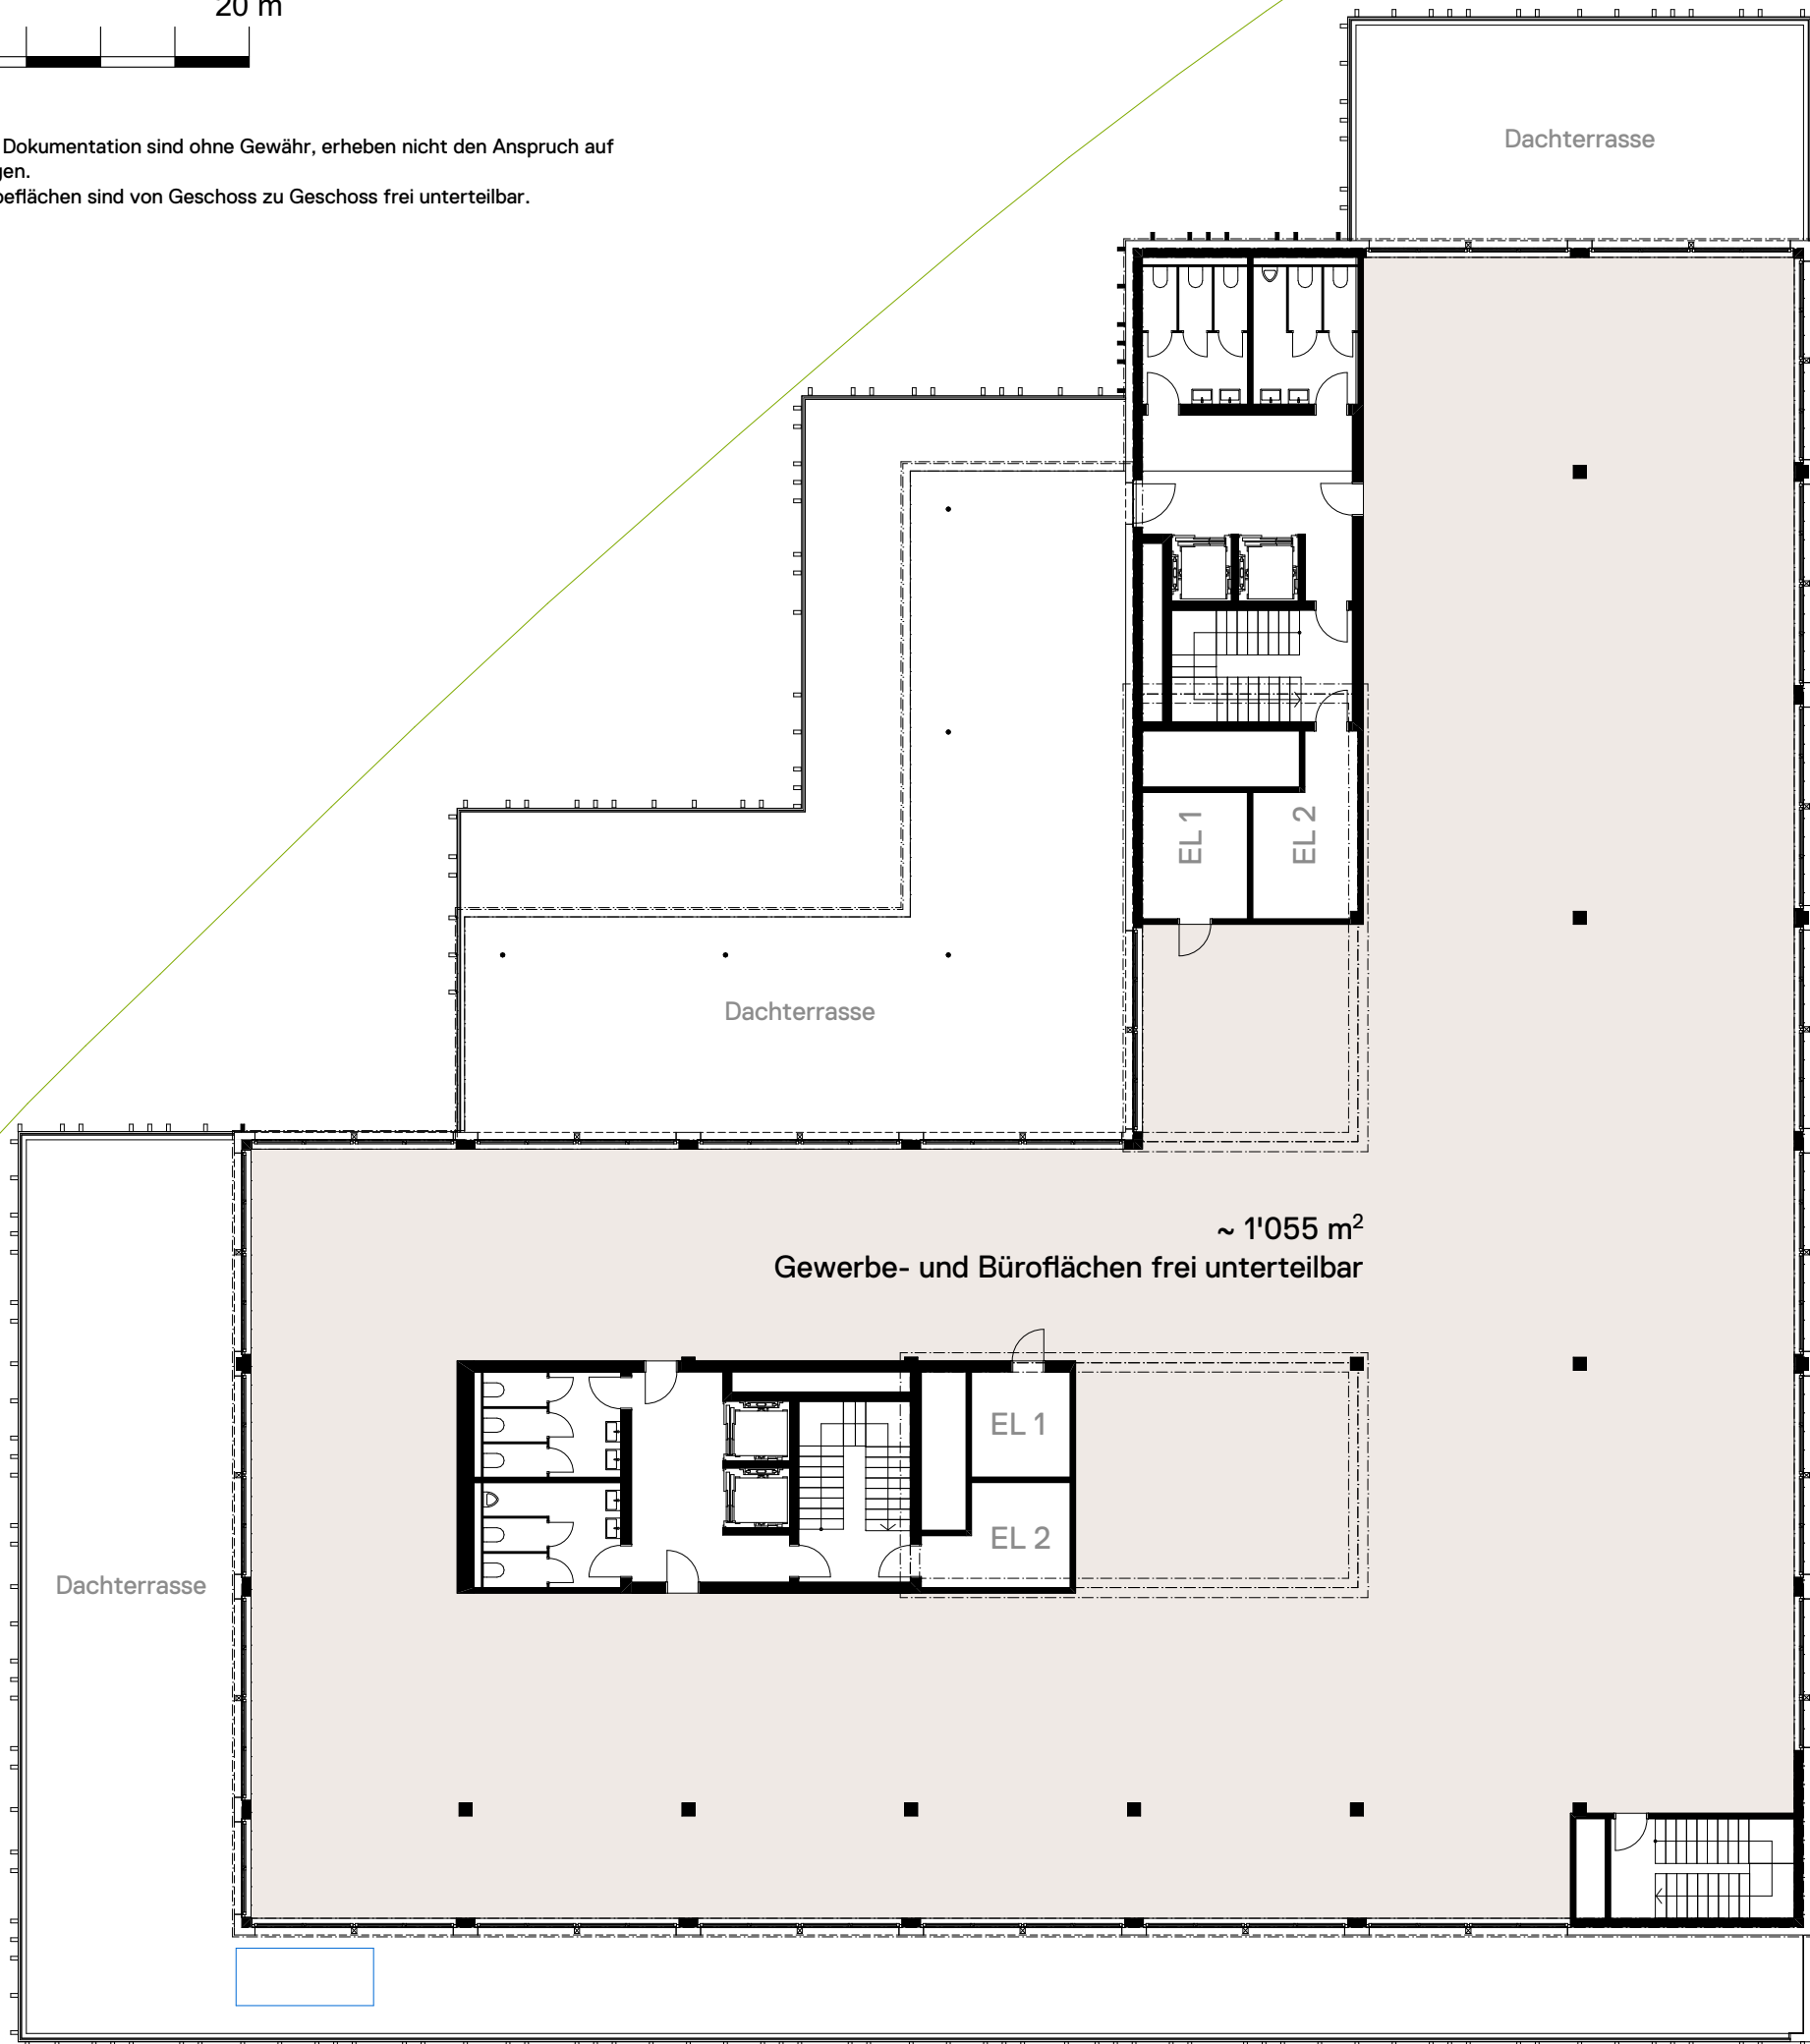 20 m
Dokumentation sind ohne Gewähr, erheben nicht den Anspruch auf
gen.
eflächen sind von Geschoss zu Geschoss frei unterteilbar.
Dachterrasse
EL 1
EL 2
Dachterrasse
~ 1'055 m²
Gewerbe- und Büroflächen frei unterteilbar
EL 1
EL 2
Dachterrasse